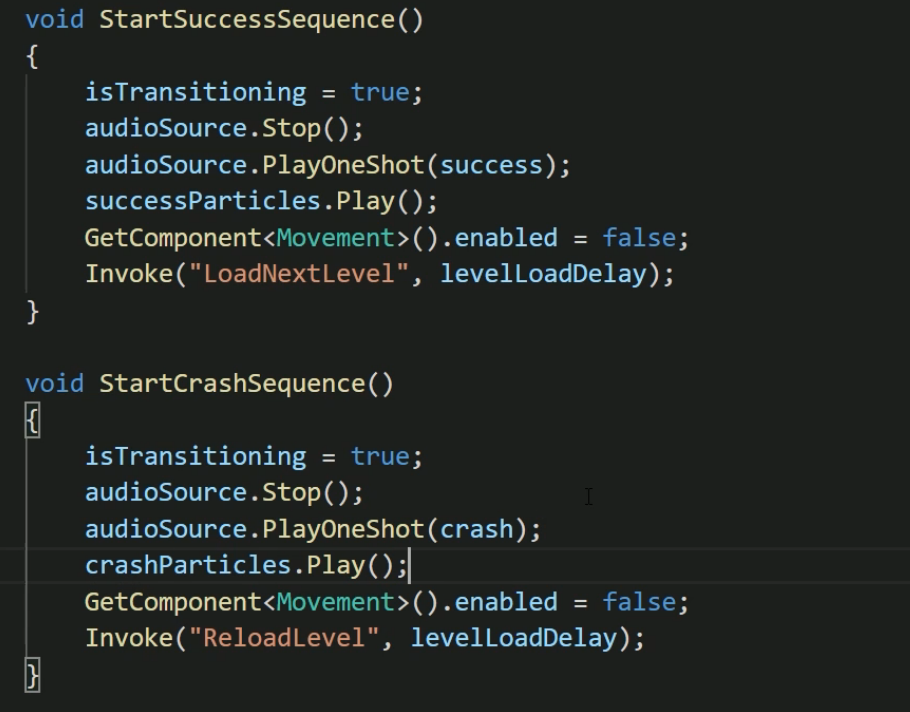 void StartSuccessSequence()
{
    isTransitioning = true;
    audioSource.Stop();
    audioSource.PlayOneShot(success);
    successParticles.Play();
    GetComponent<Movement>().enabled = false;
    Invoke("LoadNextLevel", levelLoadDelay);
}

void StartCrashSequence()
{
    isTransitioning = true;
    audioSource.Stop();
    audioSource.PlayOneShot(crash);
    crashParticles.Play();
    GetComponent<Movement>().enabled = false;
    Invoke("ReloadLevel", levelLoadDelay);
}